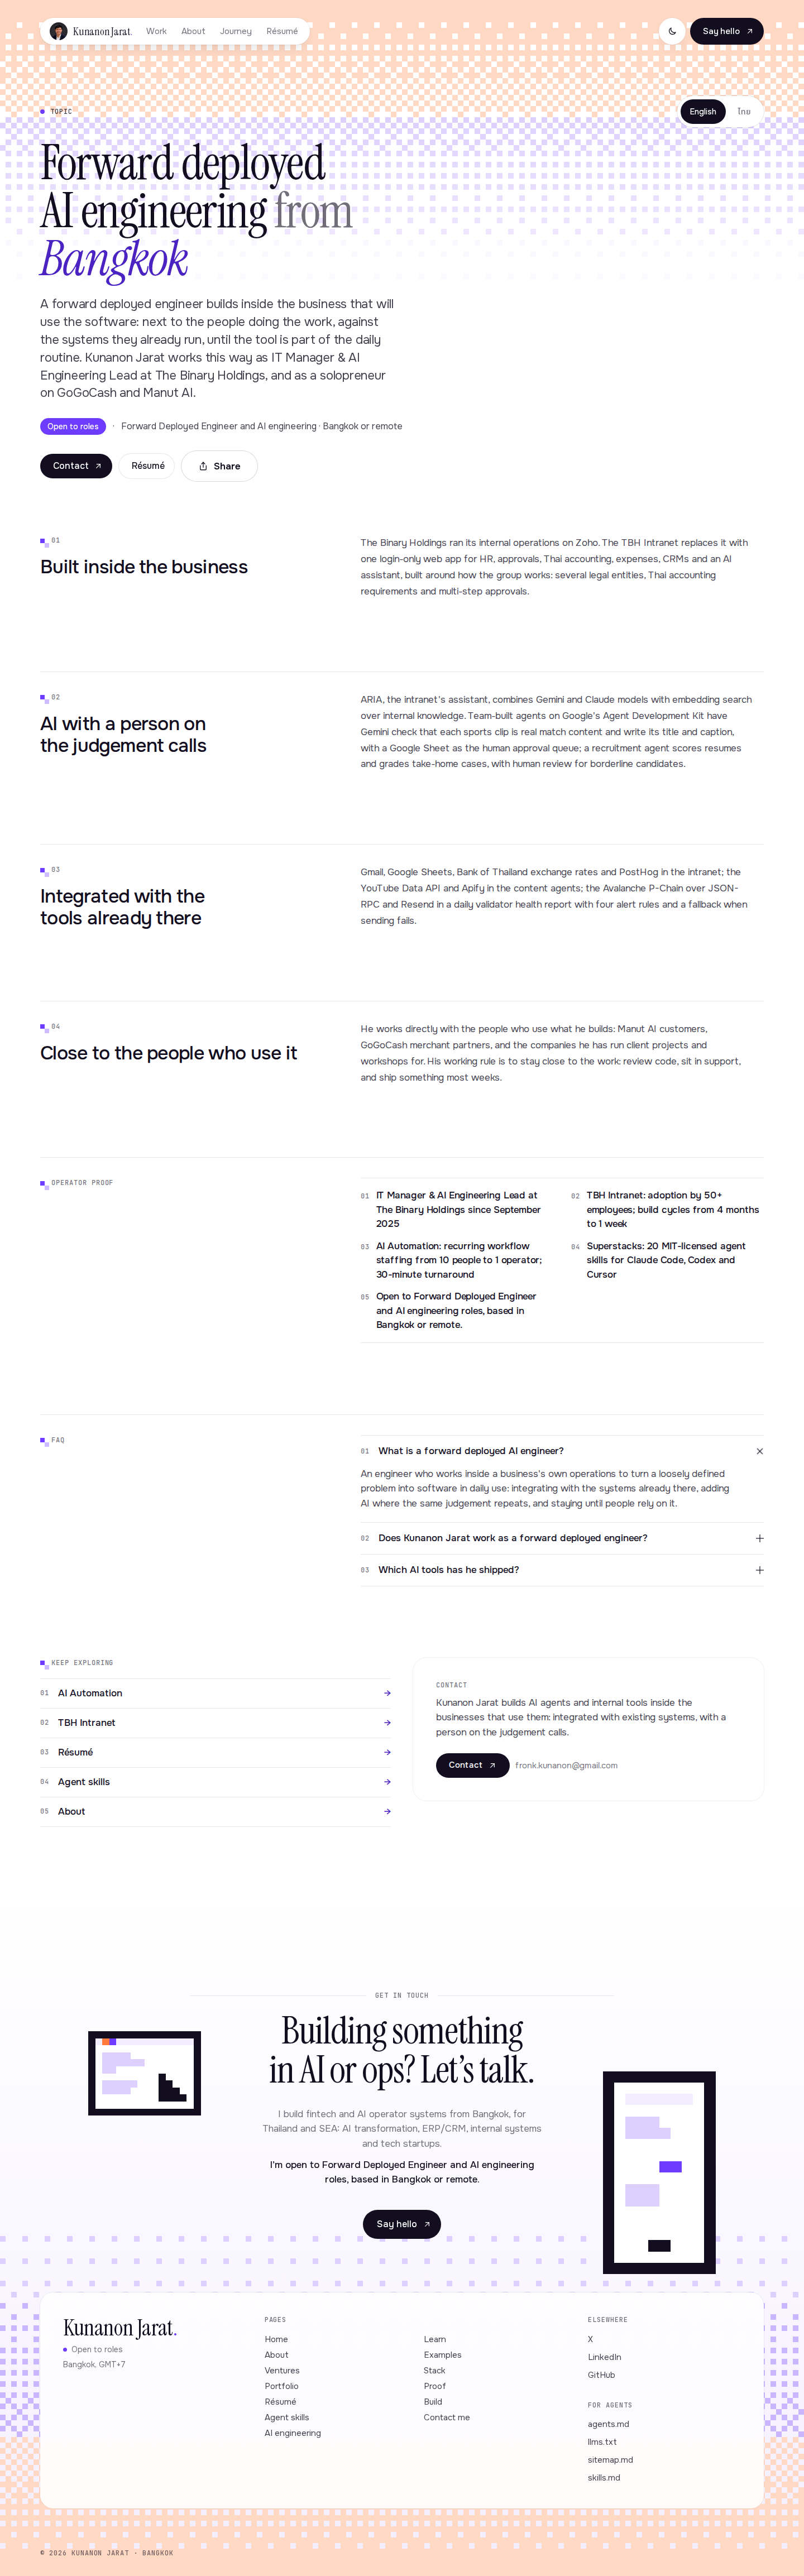 Kunanon Jarat.
Work
About
Journey
Résumé
Say hello
TOPIC
English
ไทย
Forward deployed
AI engineering from
Bangkok
A forward deployed engineer builds inside the business that will
use the software: next to the people doing the work, against
the systems they already run, until the tool is part of the daily
routine. Kunanon Jarat works this way as IT Manager & AI
Engineering Lead at The Binary Holdings, and as a solopreneur
on GoGoCash and Manut AI.
Open to roles · Forward Deployed Engineer and AI engineering · Bangkok or remote
Contact
Résumé
Share
01
Built inside the business
The Binary Holdings ran its internal operations on Zoho. The TBH Intranet replaces it with
one login-only web app for HR, approvals, Thai accounting, expenses, CRMs and an AI
assistant, built around how the group works: several legal entities, Thai accounting
requirements and multi-step approvals.
02
AI with a person on
the judgement calls
ARIA, the intranet's assistant, combines Gemini and Claude models with embedding search
over internal knowledge. Team-built agents on Google's Agent Development Kit have
Gemini check that each sports clip is real match content and write its title and caption,
with a Google Sheet as the human approval queue; a recruitment agent scores resumes
and grades take-home cases, with human review for borderline candidates.
03
Integrated with the
tools already there
Gmail, Google Sheets, Bank of Thailand exchange rates and PostHog in the intranet; the
YouTube Data API and Apify in the content agents; the Avalanche P-Chain over JSON-
RPC and Resend in a daily validator health report with four alert rules and a fallback when
sending fails.
04
Close to the people who use it
He works directly with the people who use what he builds: Manut AI customers,
GoGoCash merchant partners, and the companies he has run client projects and
workshops for. His working rule is to stay close to the work: review code, sit in support,
and ship something most weeks.
OPERATOR PROOF
01
IT Manager & AI Engineering Lead at
The Binary Holdings since September
2025
02
TBH Intranet: adoption by 50+
employees; build cycles from 4 months
to 1 week
03
AI Automation: recurring workflow
staffing from 10 people to 1 operator;
30-minute turnaround
04
Superstacks: 20 MIT-licensed agent
skills for Claude Code, Codex and
Cursor
05
Open to Forward Deployed Engineer
and AI engineering roles, based in
Bangkok or remote.
FAQ
01 What is a forward deployed AI engineer?
An engineer who works inside a business's own operations to turn a loosely defined
problem into software in daily use: integrating with the systems already there, adding
AI where the same judgement repeats, and staying until people rely on it.
02 Does Kunanon Jarat work as a forward deployed engineer?
03 Which AI tools has he shipped?
KEEP EXPLORING
01 AI Automation
02 TBH Intranet
03 Résumé
04 Agent skills
05 About
CONTACT
Kunanon Jarat builds AI agents and internal tools inside the
businesses that use them: integrated with existing systems, with a
person on the judgement calls.
Contact
fronk.kunanon@gmail.com
GET IN TOUCH
Building something
in AI or ops? Let's talk.
I build fintech and AI operator systems from Bangkok, for
Thailand and SEA: AI transformation, ERP/CRM, internal systems
and tech startups.
I'm open to Forward Deployed Engineer and AI engineering
roles, based in Bangkok or remote.
Say hello
Kunanon Jarat.
Open to roles
Bangkok, GMT+7
PAGES
Home
About
Ventures
Portfolio
Résumé
Agent skills
AI engineering
Learn
Examples
Stack
Proof
Build
Contact me
ELSEWHERE
X
LinkedIn
GitHub
FOR AGENTS
agents.md
llms.txt
sitemap.md
skills.md
© 2026 KUNANON JARAT · BANGKOK